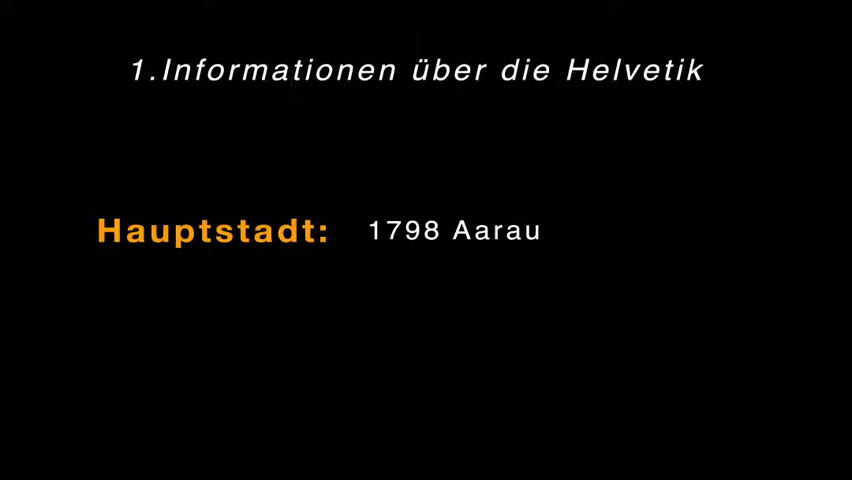 1.Informationen über die Helvetik
Hauptstadt: 1798 Aarau